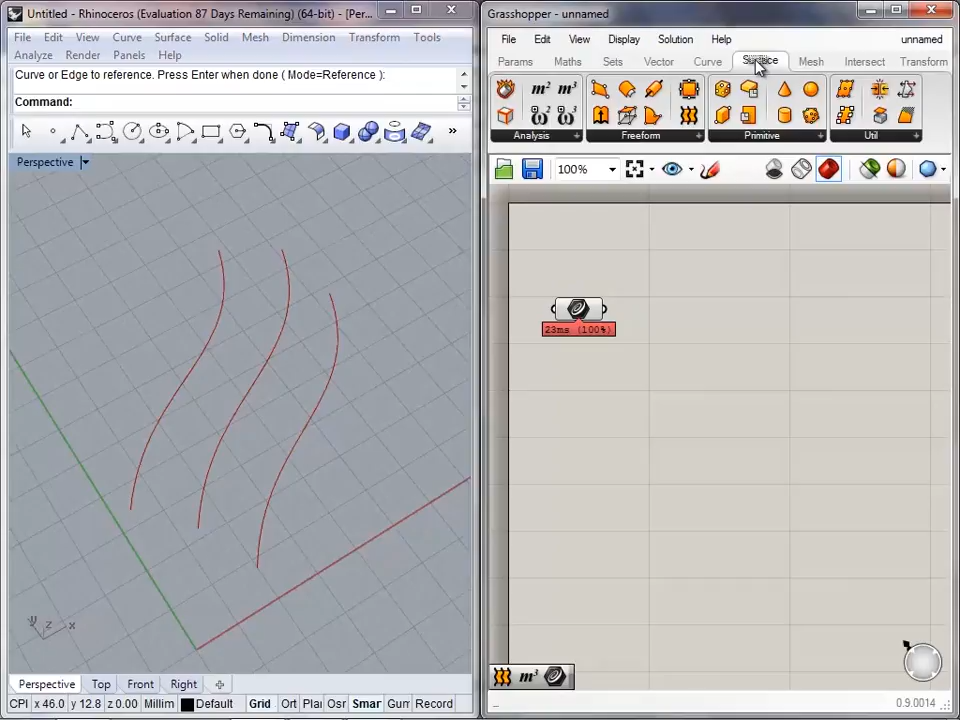 Untitled - Rhinoceros (Evaluation 87 Days Remaining) (64-bit) - [Per...
File Edit View Curve Surface Solid Mesh Dimension Transform Tools
Analyze Render Panels Help
Curve or Edge to reference. Press Enter when done ( Mode=Reference ):
Command:
Perspective
y z x
Perspective Top Front Right
CPl x 46.0 y 12.8 z 0.00 Millim Default Grid Ort Plai Osr Smar Gum Record
Grasshopper - unnamed
File Edit View Display Solution Help unnamed
Params Maths Sets Vector Curve Surface Mesh Intersect Transform
m² m³
Analysis Freeform Primitive Util
100%
23ms (100%)
m³
0.9.0014